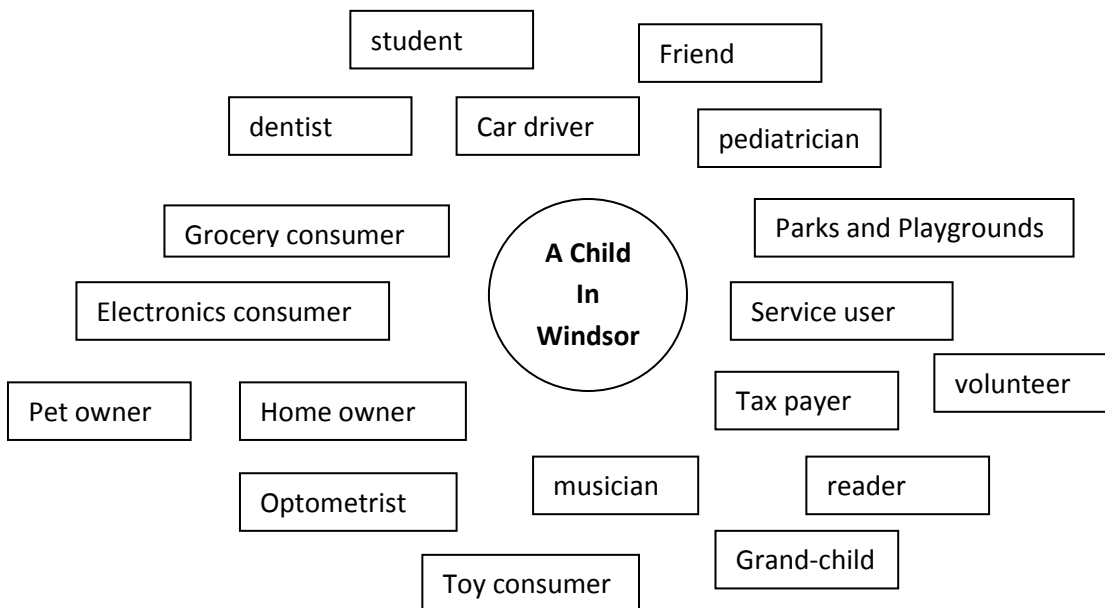 student
Friend
dentist
Car driver
pediatrician
Grocery consumer
Parks and Playgrounds
A Child
In
Windsor
Electronics consumer
Service user
volunteer
Pet owner
Home owner
Tax payer
Optometrist
musician
reader
Grand-child
Toy consumer